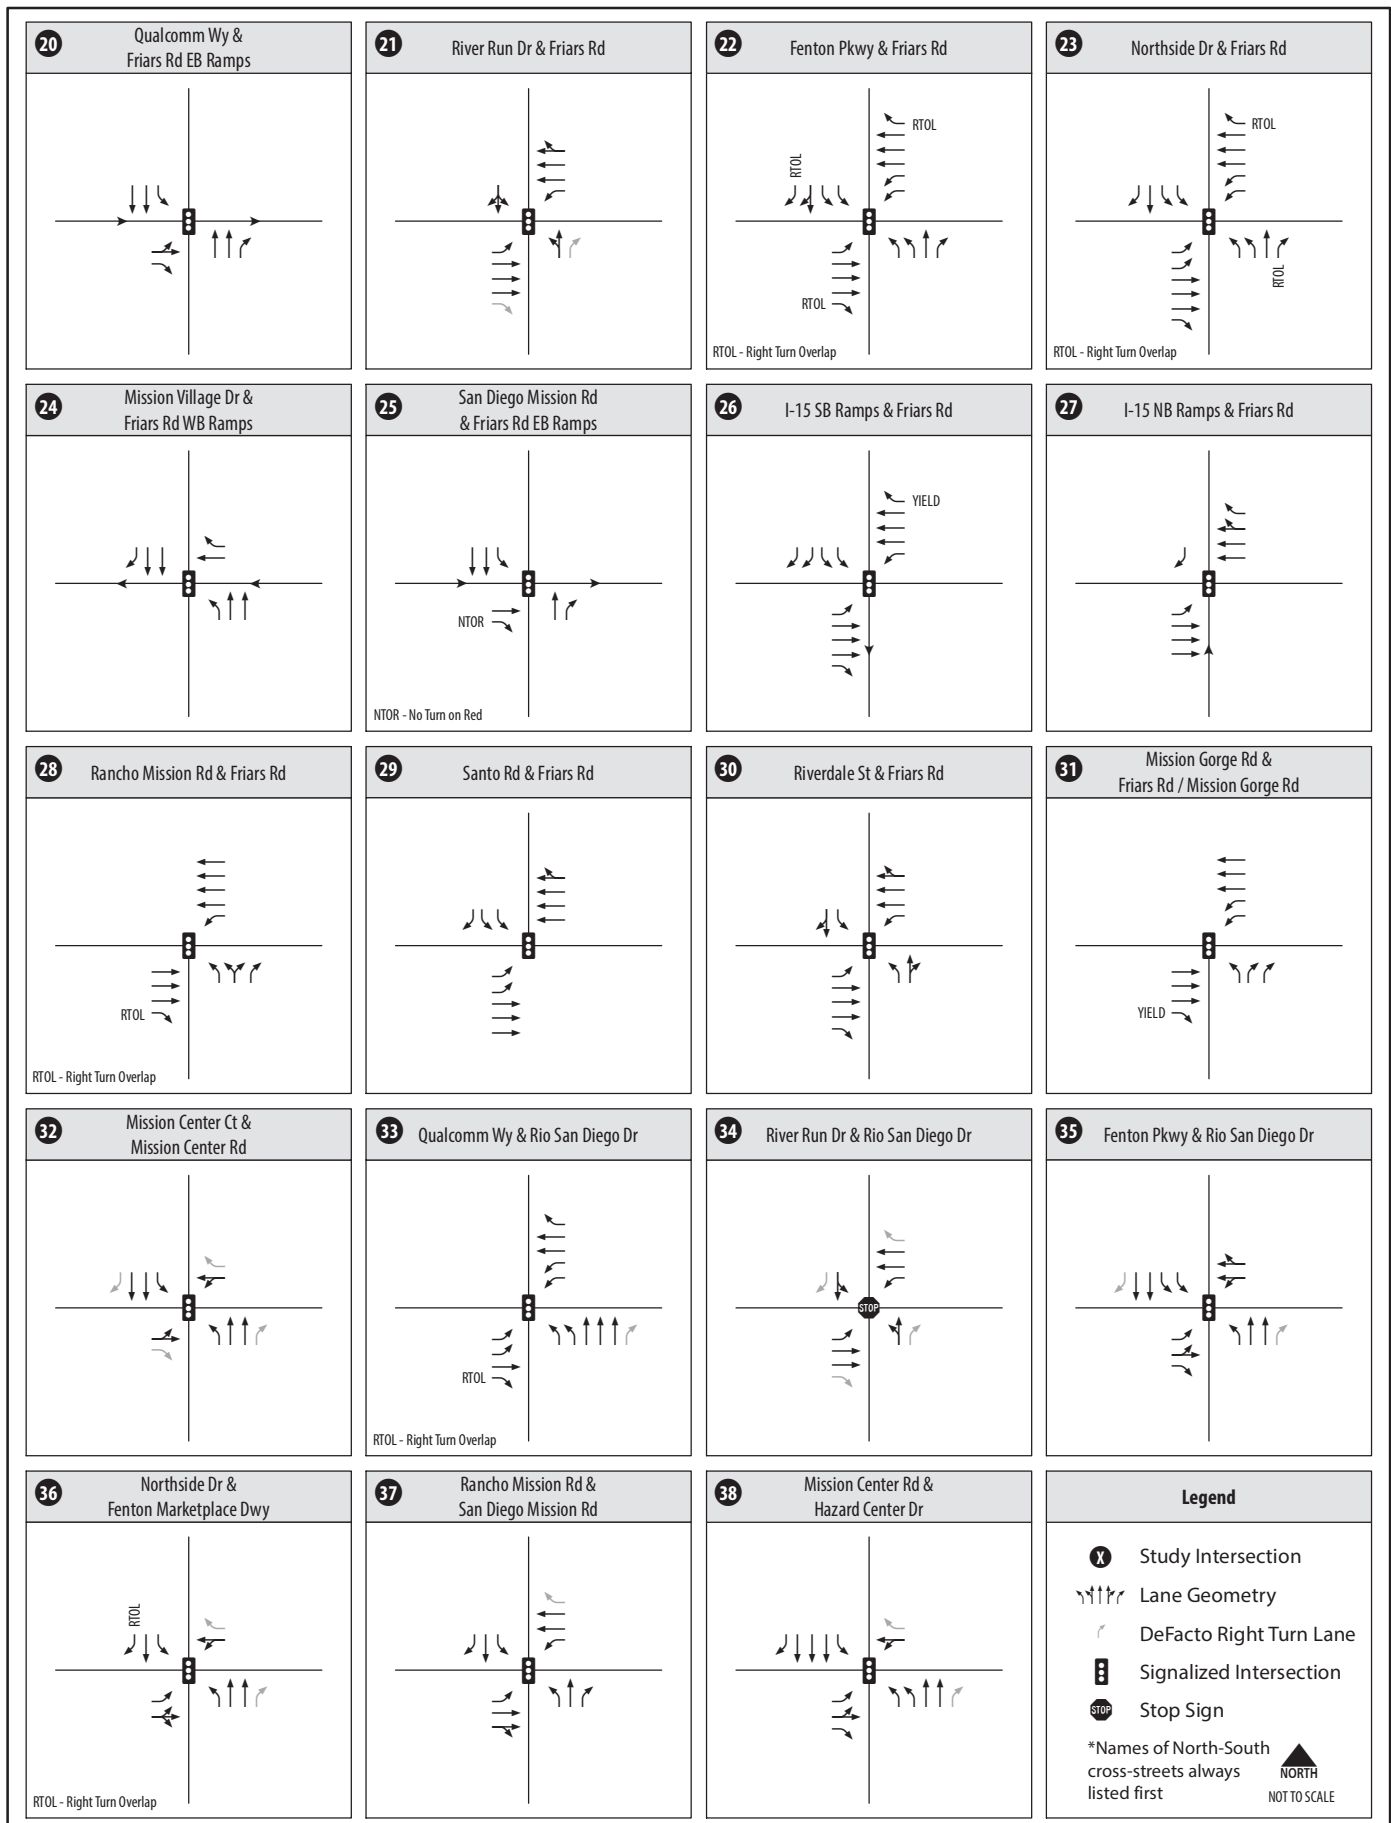 20
Qualcomm Wy &
Friars Rd EB Ramps
21
River Run Dr & Friars Rd
22
Fenton Pkwy & Friars Rd
RTOL
RTOL
RTOL
RTOL - Right Turn Overlap
23
Northside Dr & Friars Rd
RTOL
RTOL
RTOL - Right Turn Overlap
24
Mission Village Dr &
Friars Rd WB Ramps
25
San Diego Mission Rd
& Friars Rd EB Ramps
NTOR
NTOR - No Turn on Red
26
I-15 SB Ramps & Friars Rd
YIELD
27
I-15 NB Ramps & Friars Rd
28
Rancho Mission Rd & Friars Rd
RTOL
RTOL - Right Turn Overlap
29
Santo Rd & Friars Rd
30
Riverdale St & Friars Rd
31
Mission Gorge Rd &
Friars Rd / Mission Gorge Rd
YIELD
32
Mission Center Ct &
Mission Center Rd
33
Qualcomm Wy & Rio San Diego Dr
RTOL
RTOL - Right Turn Overlap
34
River Run Dr & Rio San Diego Dr
STOP
35
Fenton Pkwy & Rio San Diego Dr
36
Northside Dr &
Fenton Marketplace Dwy
RTOL
RTOL - Right Turn Overlap
37
Rancho Mission Rd &
San Diego Mission Rd
38
Mission Center Rd &
Hazard Center Dr
Legend
X Study Intersection
Lane Geometry
DeFacto Right Turn Lane
Signalized Intersection
STOP Stop Sign
*Names of North-South
cross-streets always
listed first
NORTH
NOT TO SCALE